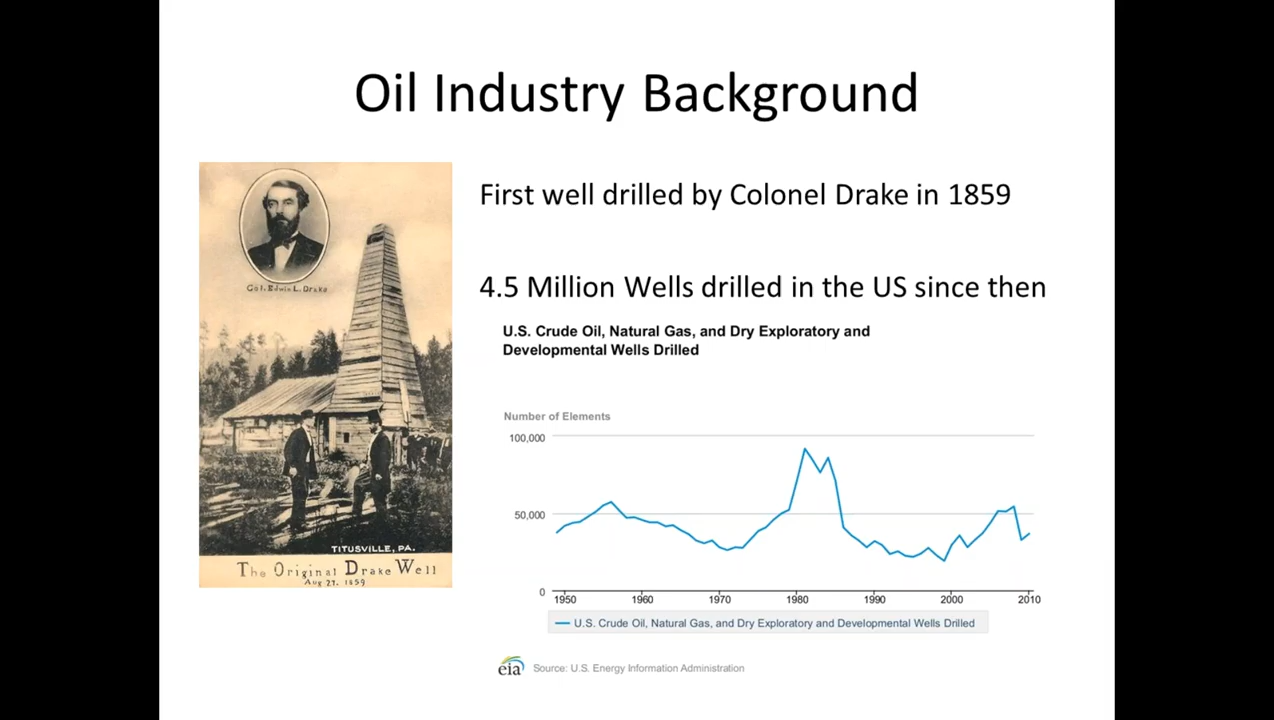 Oil Industry Background
Col. Edwin L. Drake
TITUSVILLE, PA.
The Original Drake Well
Aug 27. 1859
First well drilled by Colonel Drake in 1859
4.5 Million Wells drilled in the US since then
U.S. Crude Oil, Natural Gas, and Dry Exploratory and
Developmental Wells Drilled
Number of Elements
100,000
50,000
0
1950 1960 1970 1980 1990 2000 2010
U.S. Crude Oil, Natural Gas, and Dry Exploratory and Developmental Wells Drilled
eia Source: U.S. Energy Information Administration